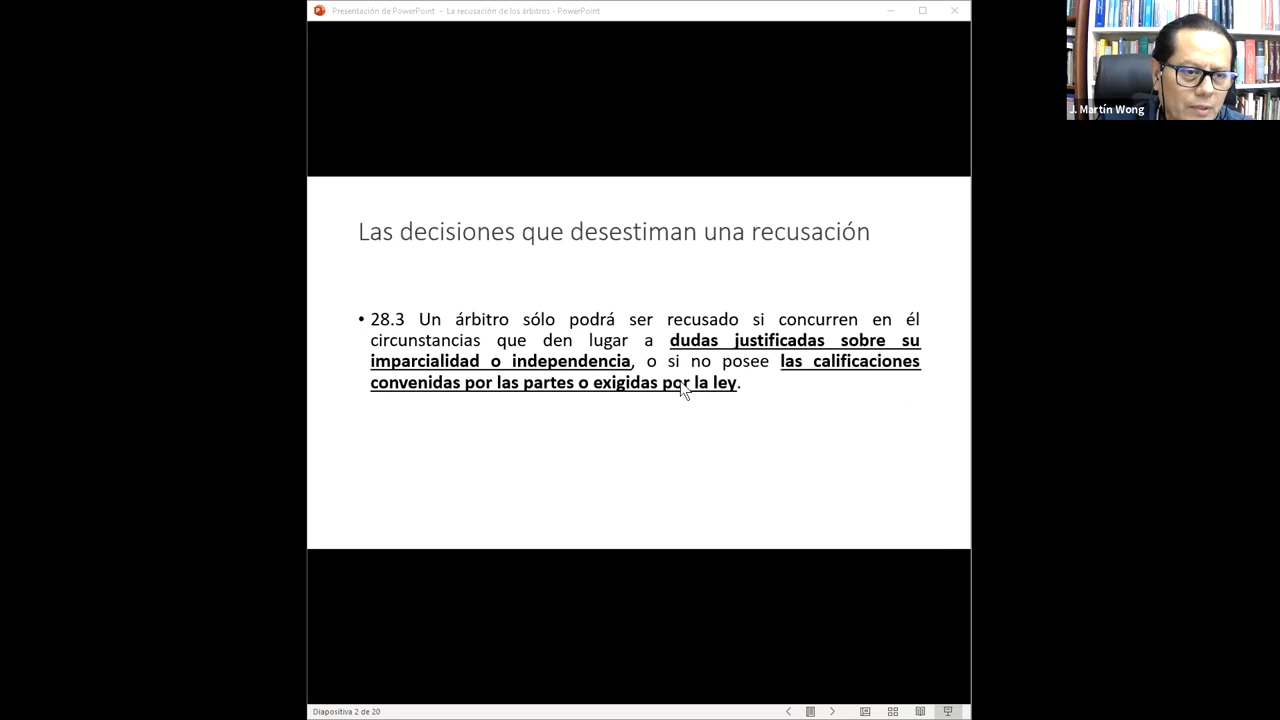 Presentación de PowerPoint - La recusación de los árbitros - PowerPoint
J. Martín Wong
Las decisiones que desestiman una recusación
• 28.3 Un árbitro sólo podrá ser recusado si concurren en él
circunstancias que den lugar a dudas justificadas sobre su
imparcialidad o independencia, o si no posee las calificaciones
convenidas por las partes o exigidas por la ley.
Diapositiva 2 de 20